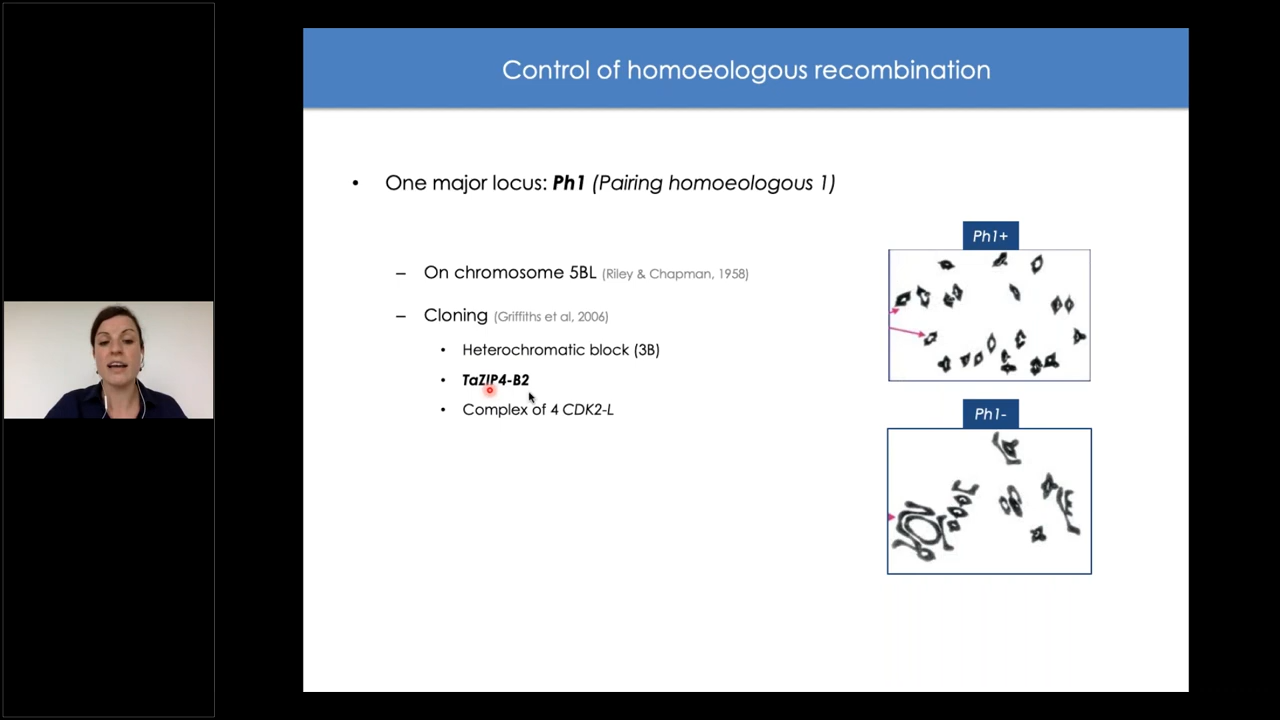 Control of homoeologous recombination
• One major locus: Ph1 (Pairing homoeologous 1)
– On chromosome 5BL (Riley & Chapman, 1958)
– Cloning (Griffiths et al, 2006)
• Heterochromatic block (3B)
• TaZIP4-B2
• Complex of 4 CDK2-L
Ph1+
Ph1-